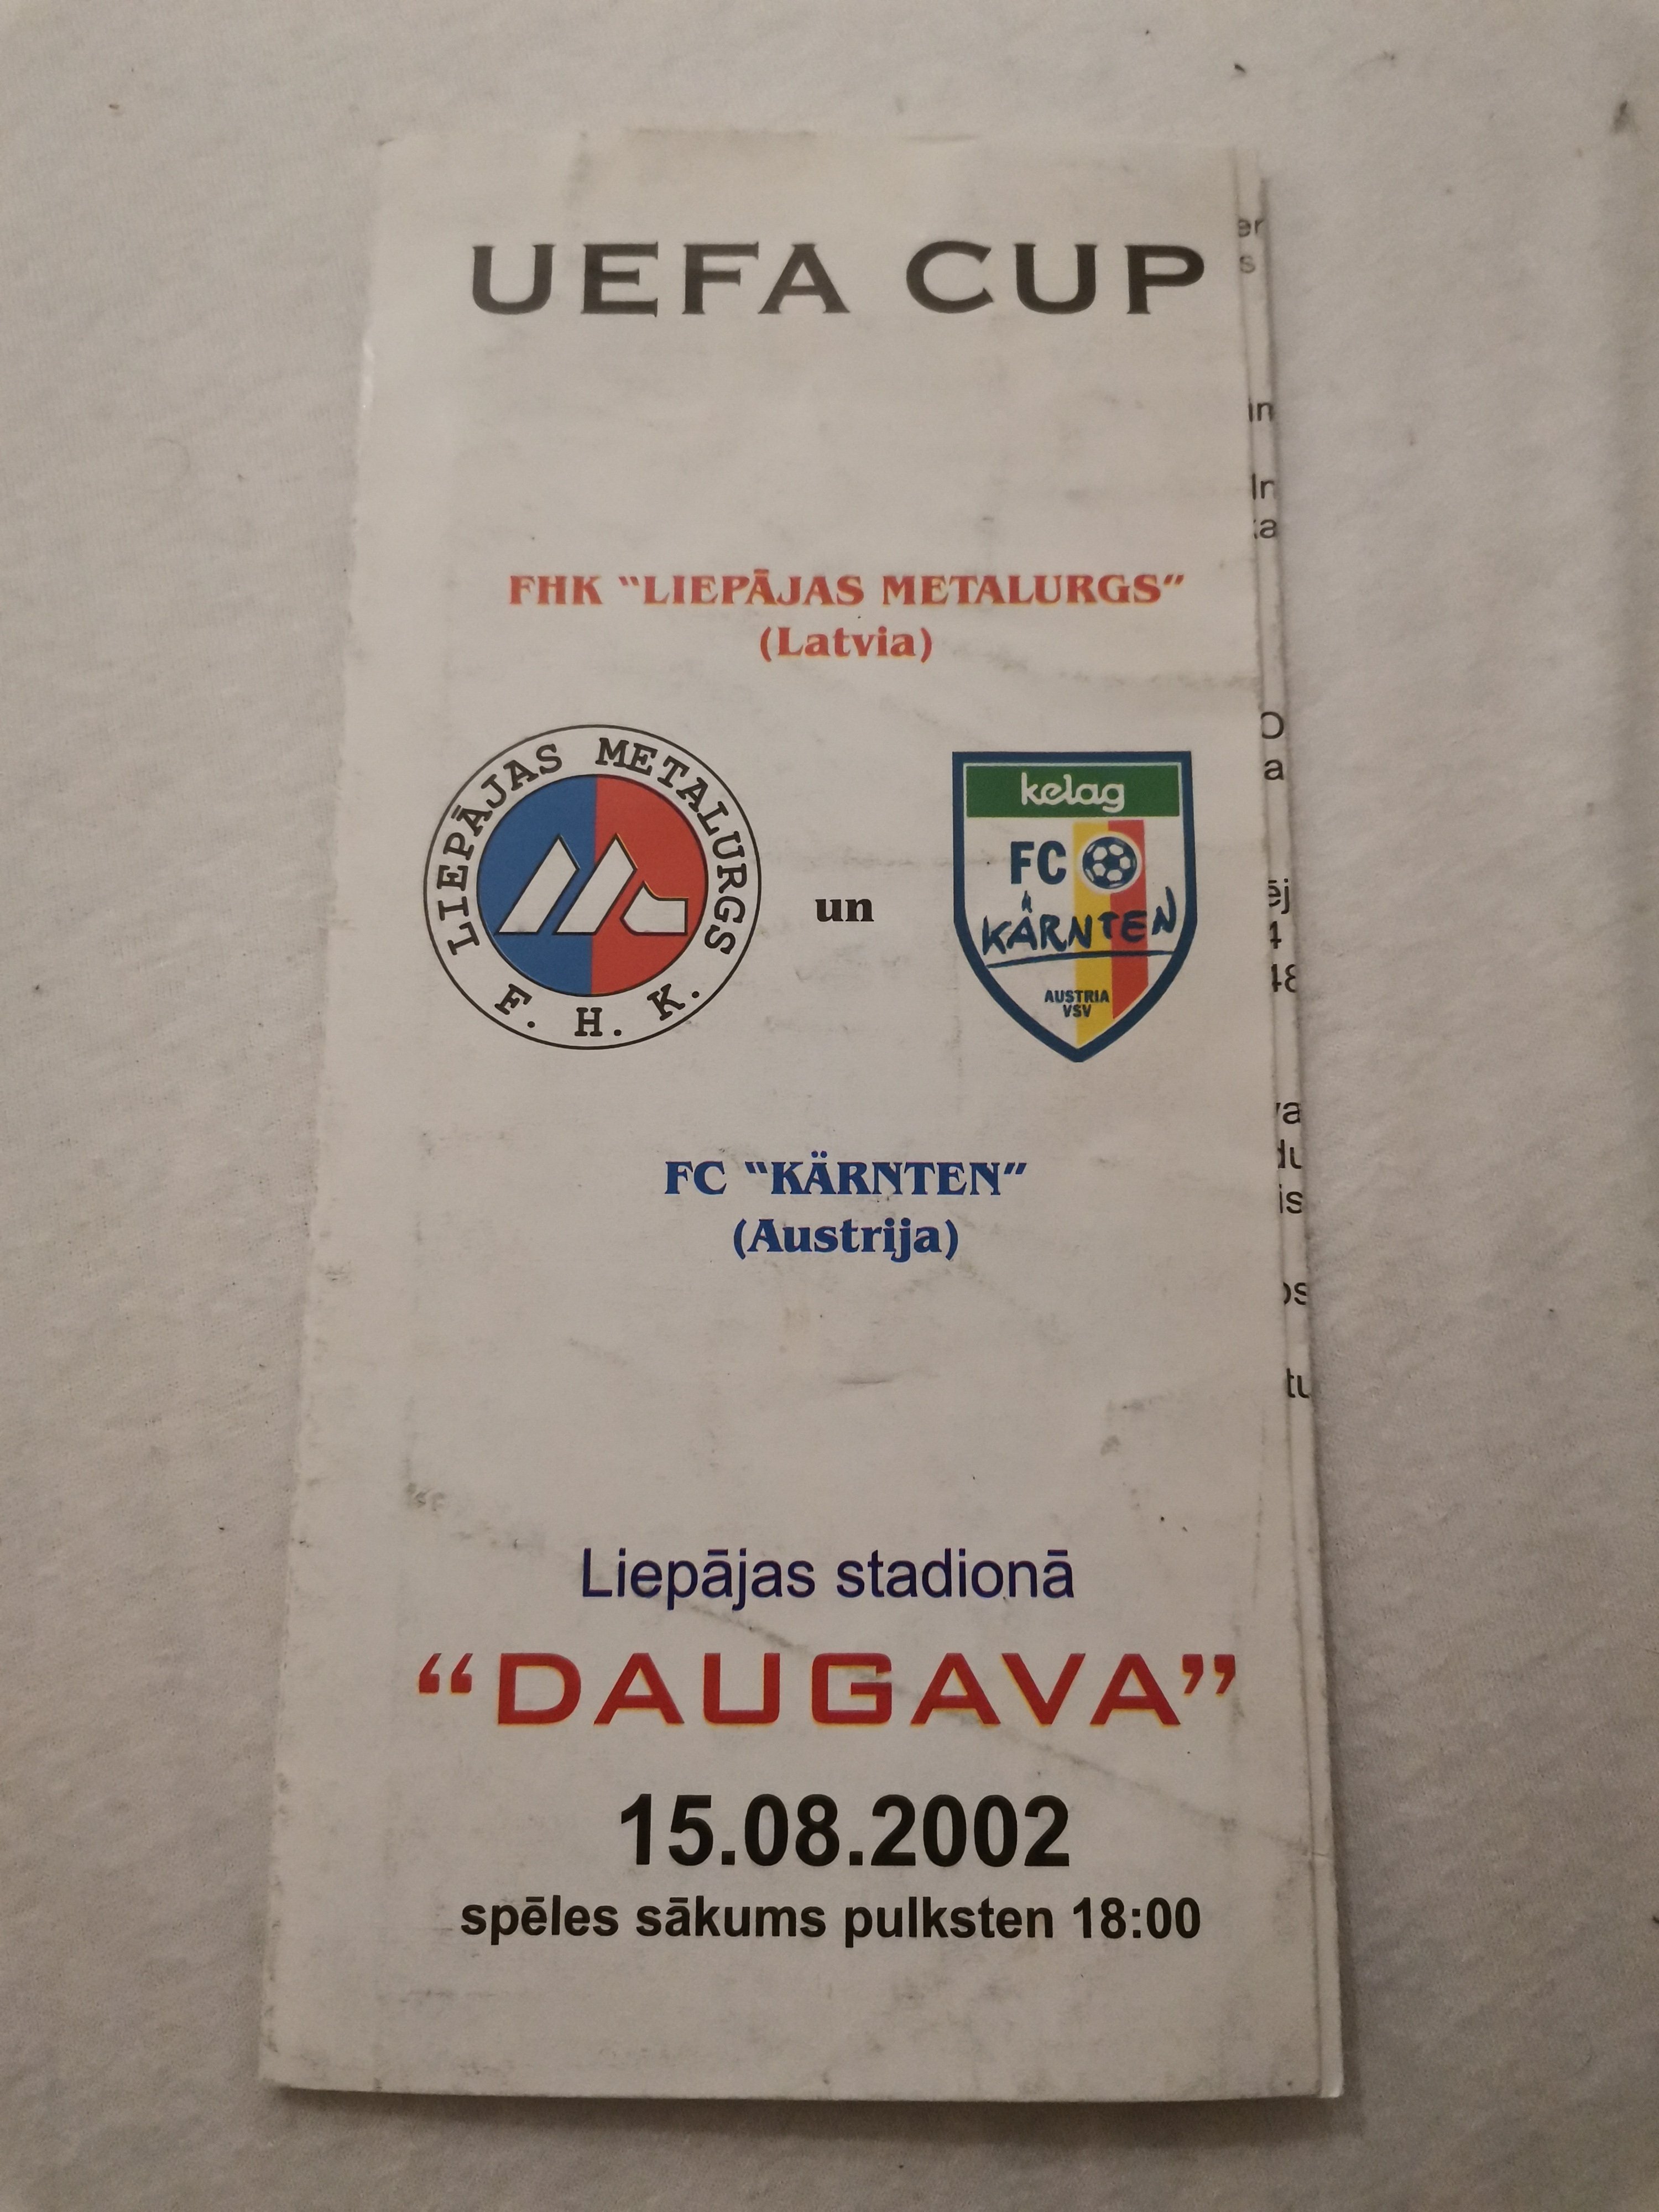 UEFA CUP
FHK "LIEPĀJAS METALURGS"
(Latvia)
LIEPĀJAS METALURGS
F. H. K.
un
kelag
FC
KÄRNTEN
AUSTRIA
VSV
FC "KÄRNTEN"
(Austrija)
Liepājas stadionā
“DAUGAVA”
15.08.2002
spēles sākums pulksten 18:00